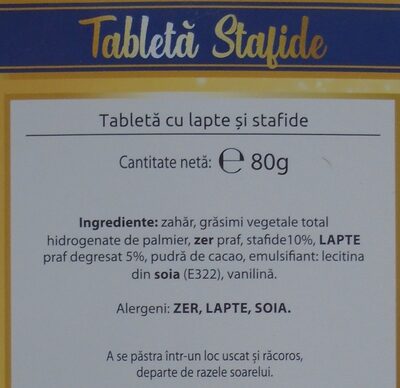 Tabletă Stafide
Tabletă cu lapte și stafide
Cantitate netă: ℮ 80g
Ingrediente: zahăr, grăsimi vegetale total
hidrogenate de palmier, zer praf, stafide10%, LAPTE
praf degresat 5%, pudră de cacao, emulsifiant: lecitina
din soia (E322), vanilină.
Alergeni: ZER, LAPTE, SOIA.
A se păstra într-un loc uscat și răcoros,
departe de razele soarelui.